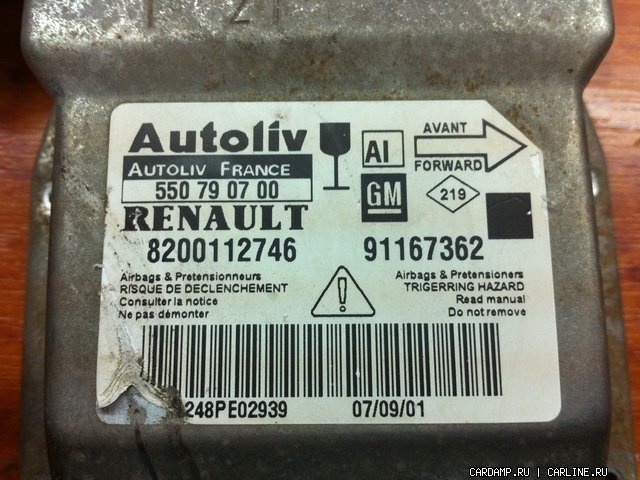 Autoliv
AUTOLIV FRANCE
550 79 07 00
RENAULT
8200112746
AI
GM
AVANT
FORWARD
219
91167362
Airbags & Pretensionneurs
RISQUE DE DECLENCHEMENT
Consulter la notice
Ne pas démonter
Airbags & Pretensioners
TRIGERRING HAZARD
Read manual
Do not remove
248PE02939
07/09/01
CARDAMP.RU | CARLINE.RU